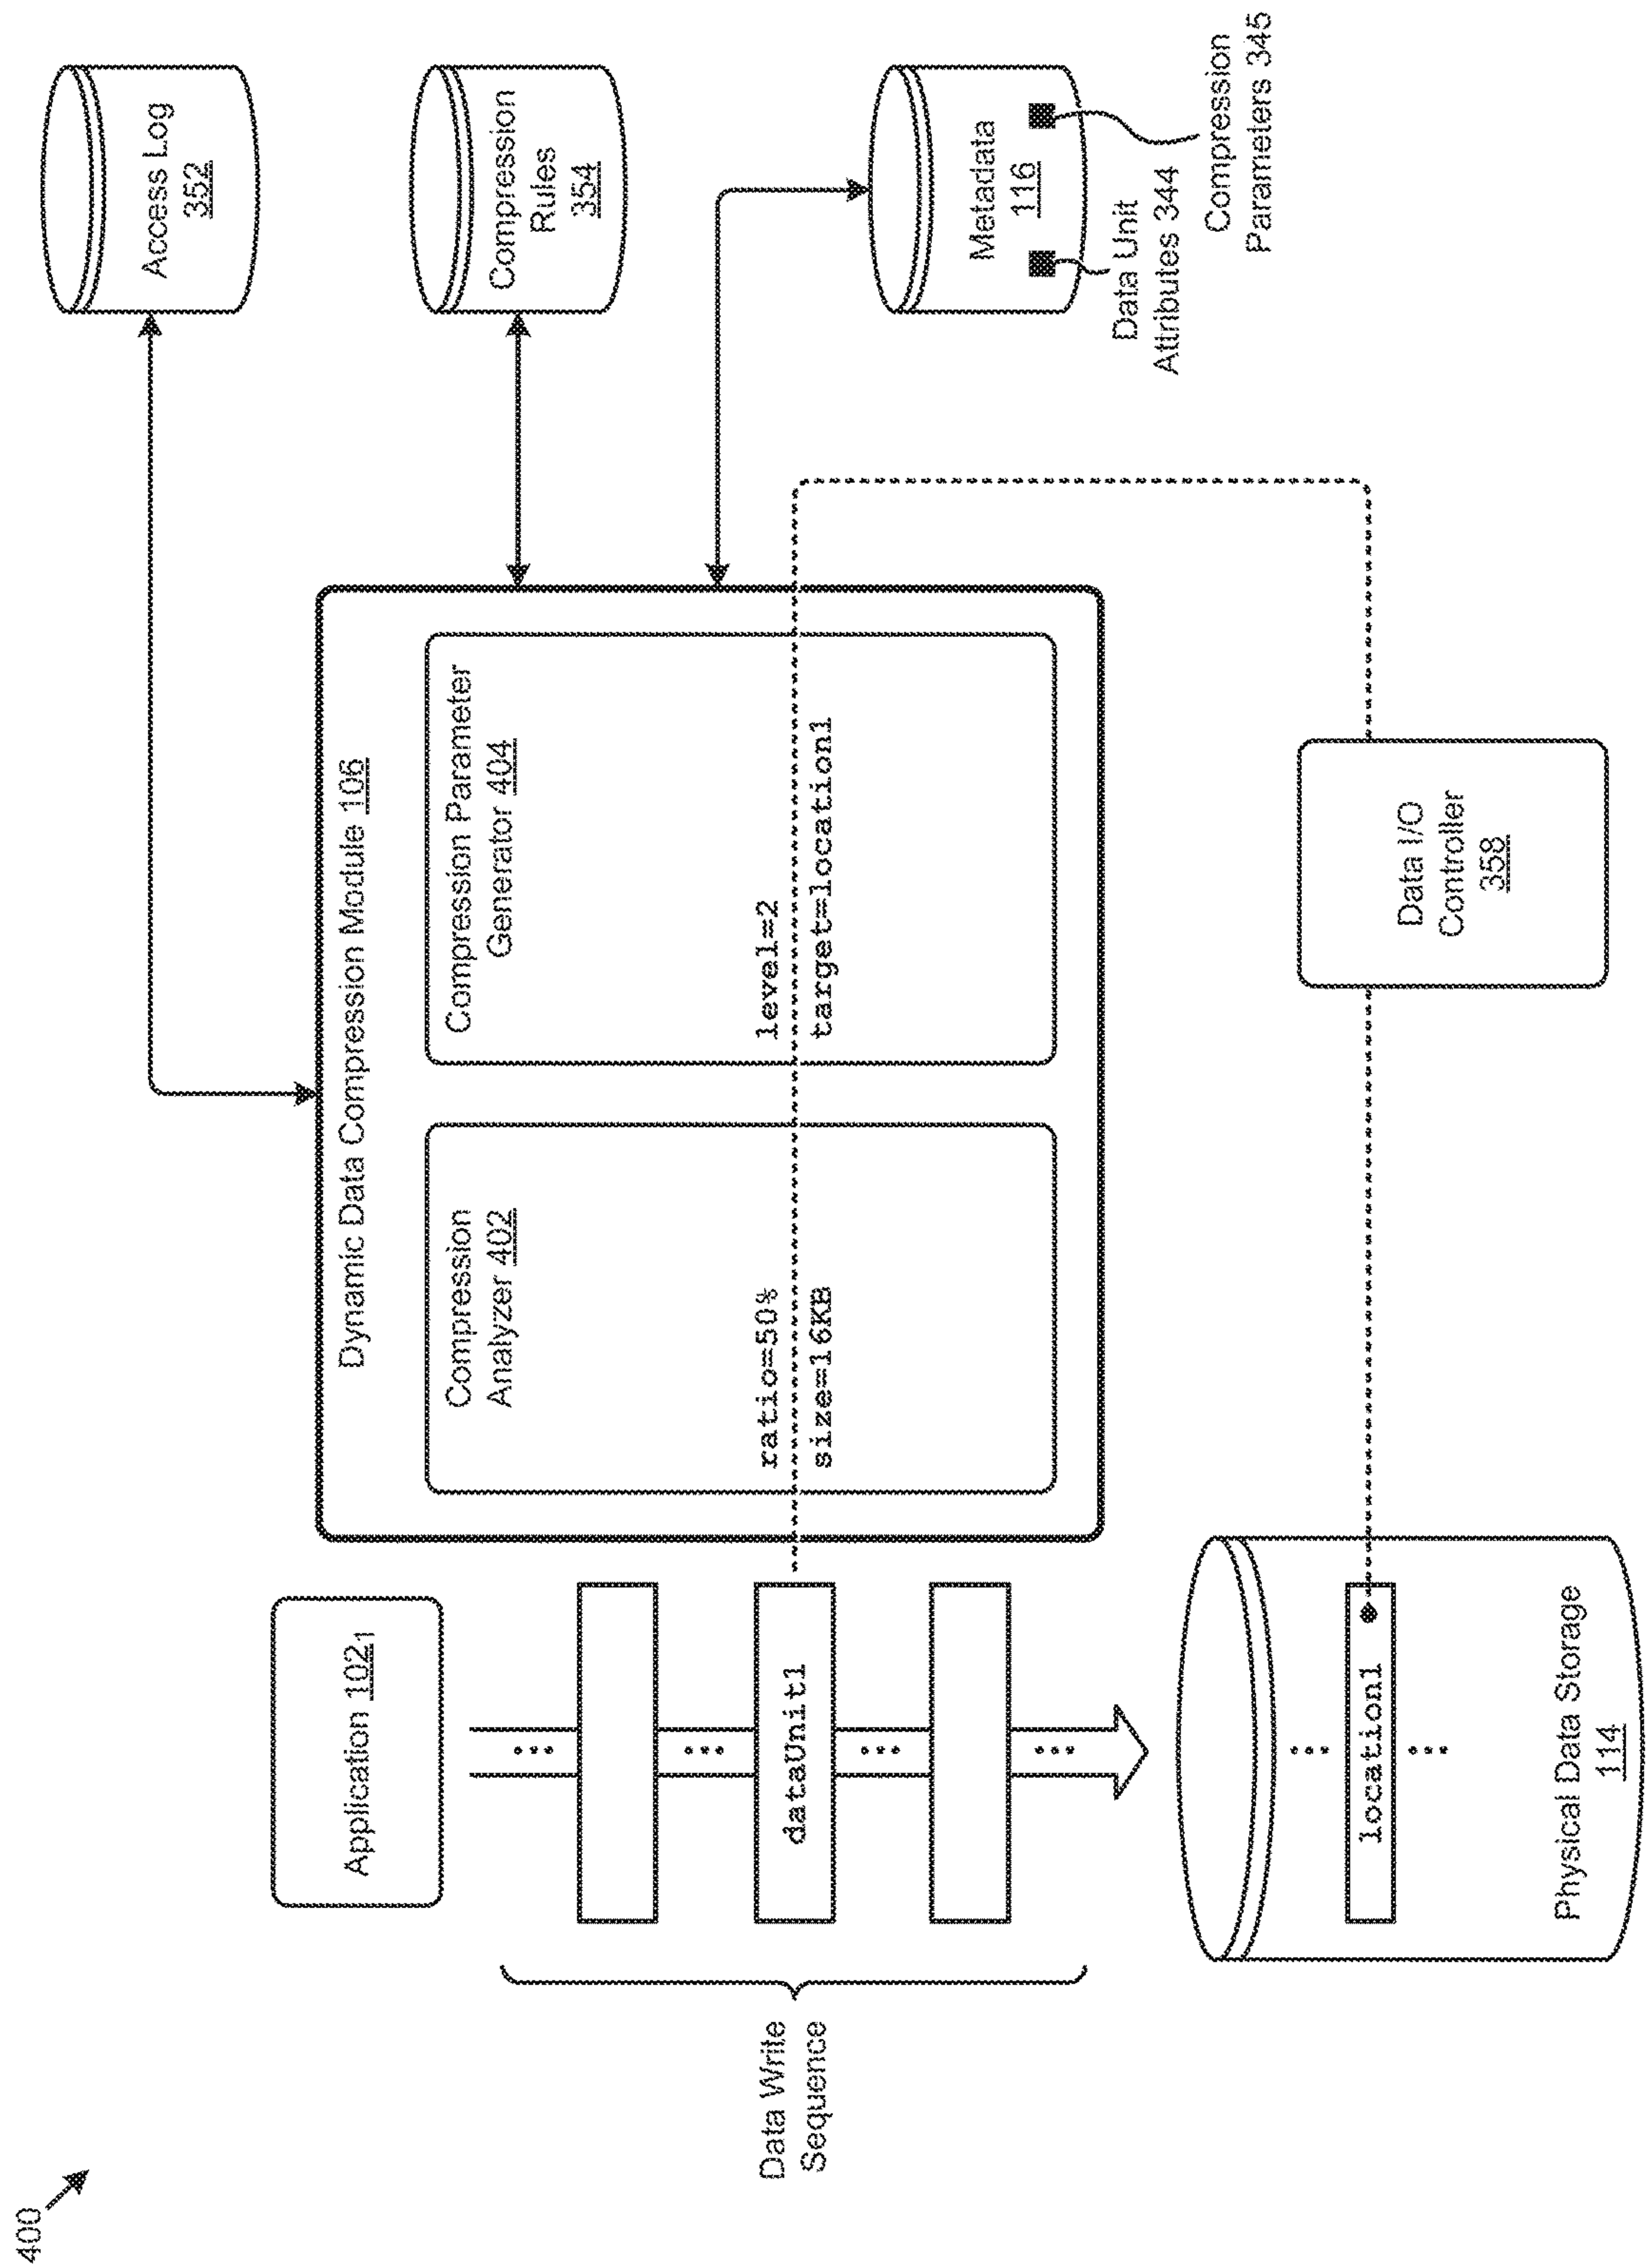 400
Application 102₁
Data Write
Sequence
dataUnit1
Dynamic Data Compression Module 106
Compression
Analyzer 402
ratio=50%
size=16KB
Compression Parameter
Generator 404
level=2
target=location1
Access Log
352
Compression
Rules
354
Metadata
116
Data Unit
Attributes 344
Compression
Parameters 345
Data I/O
Controller
358
location1
Physical Data Storage
114